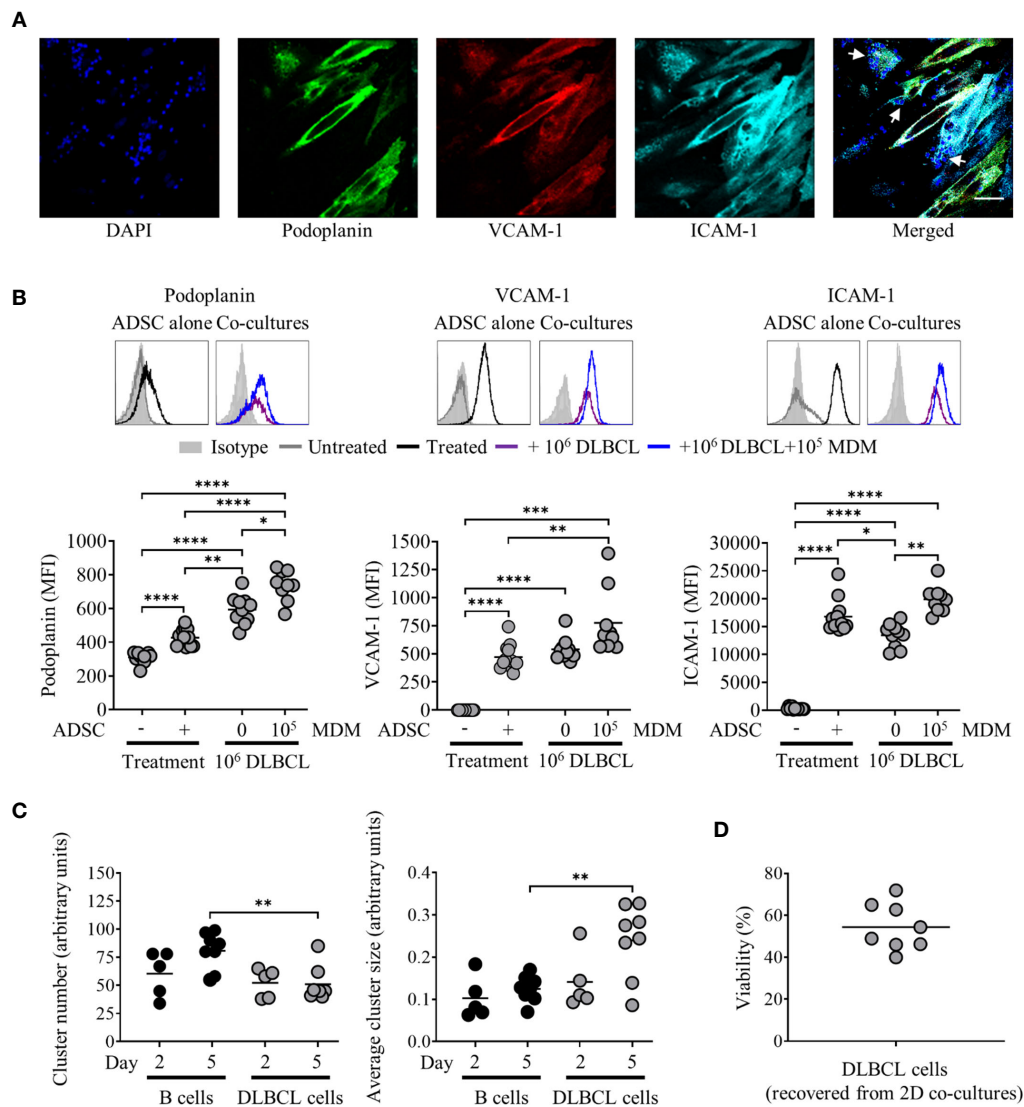 A
DAPI Podoplanin VCAM-1 ICAM-1 Merged
B
Podoplanin VCAM-1 ICAM-1
ADSC alone Co-cultures ADSC alone Co-cultures ADSC alone Co-cultures
Isotype Untreated Treated + 10⁶ DLBCL +10⁶ DLBCL+10⁵ MDM
Podoplanin (MFI)
1000
800
600
400
200
0
****
****
*
****
**
****
ADSC - + 0 10⁵ MDM
Treatment 10⁶ DLBCL
VCAM-1 (MFI)
1500
1250
1000
750
500
250
0
***
**
****
****
- + 0 10⁵ MDM
Treatment 10⁶ DLBCL
ICAM-1 (MFI)
30000
25000
20000
15000
10000
5000
0
****
****
*
****
**
ADSC - + 0 10⁵ MDM
Treatment 10⁶ DLBCL
C
Cluster number (arbitrary units)
150
125
100
75
50
25
0
**
Day 2 5 2 5
B cells DLBCL cells
Average cluster size (arbitrary units)
0.4
0.3
0.2
0.1
0.0
**
Day 2 5 2 5
B cells DLBCL cells
D
Viability (%)
80
60
40
20
0
DLBCL cells
(recovered from 2D co-cultures)